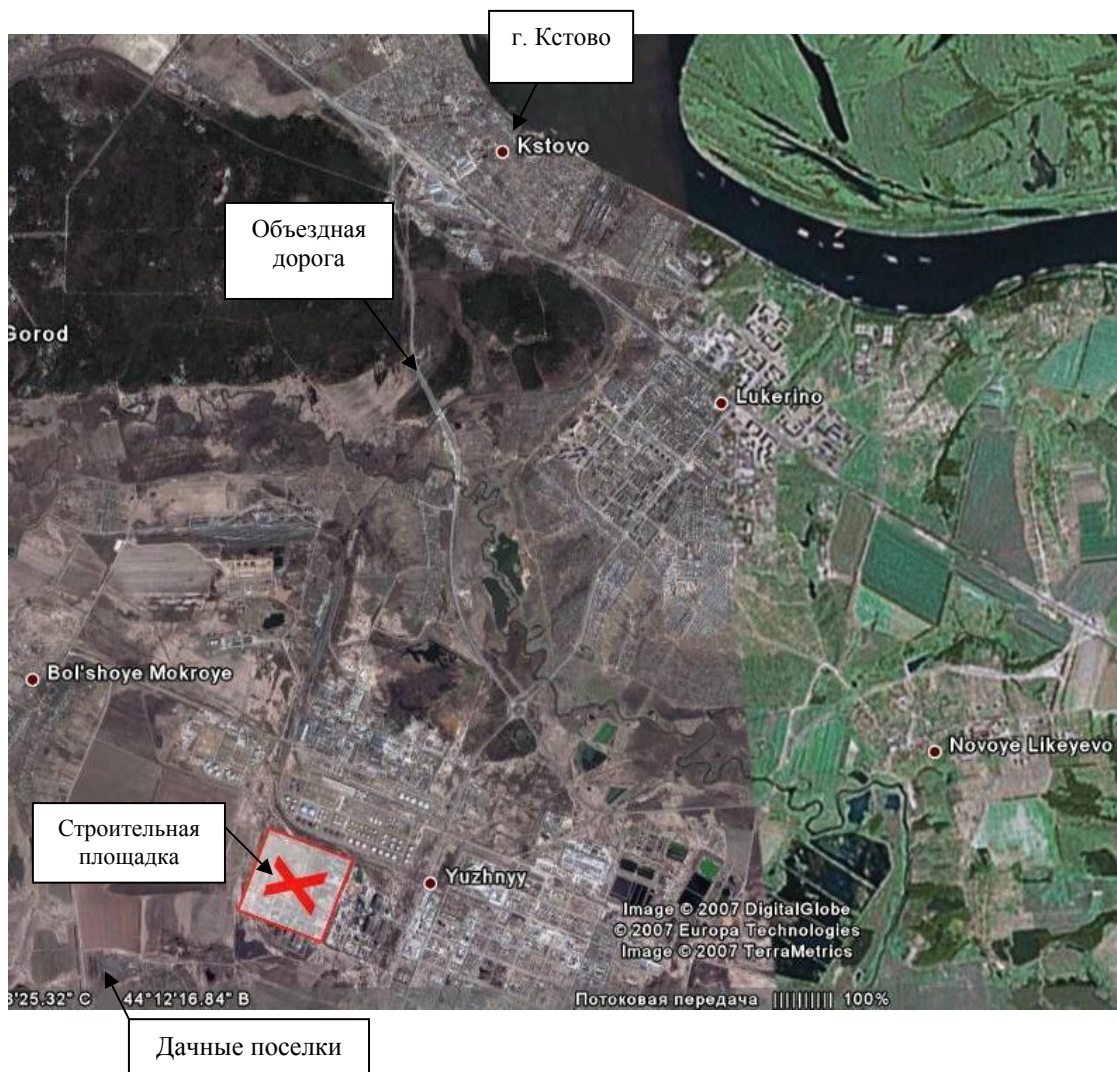 г. Кстово
Kstovo
Объездная
дорога
Gorod
Lukerino
Bol'shoye Mokroye
Novoye Likeyevo
Строительная
площадка
Yuzhnyy
Image © 2007 DigitalGlobe
© 2007 Europa Technologies
Image © 2007 TerraMetrics
3'25.32" С 44°12'16.84" В
Потоковая передача 100%
Дачные поселки